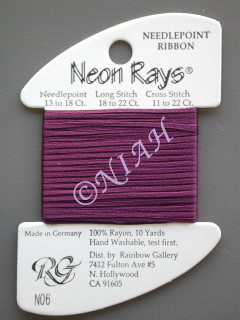 NEEDLEPOINT
RIBBON
Neon Rays®
Needlepoint Long Stitch Cross Stitch
13 to 18 Ct. 18 to 22 Ct. 11 to 22 Ct.
©NIAH
Made in Germany
100% Rayon, 10 Yards
Hand Washable, test first.
RG
Dist. by Rainbow Gallery
7412 Fulton Ave #5
N. Hollywood
CA 91605
N06